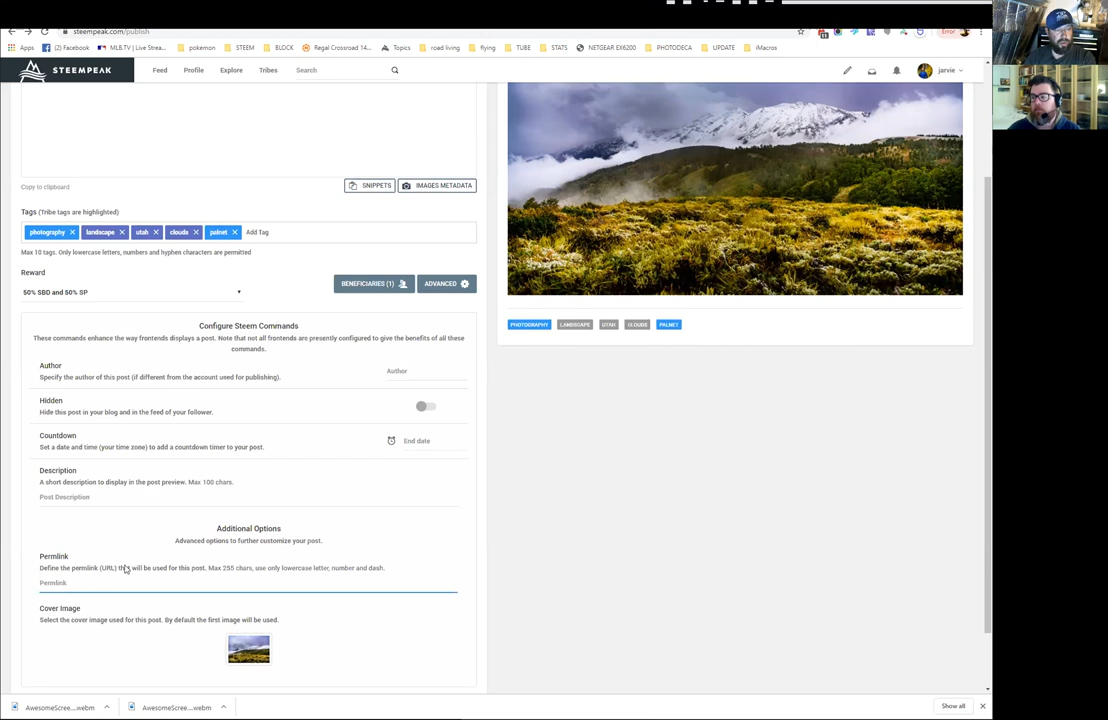 steempeak.com/publish
Error
Apps
(2) Facebook
MLB.TV | Live Strea...
pokemon
STEEM
BLOCK
Regal Crossroad 14...
Topics
road living
flying
TUBE
STATS
NETGEAR EX6200
PHOTODECA
UPDATE
iMacros
STEEMPEAK
Feed
Profile
Explore
Tribes
Search
jarvie
Copy to clipboard
SNIPPETS
IMAGES METADATA
Tags (Tribe tags are highlighted)
photography
landscape
utah
clouds
palnet
Add Tag
Max 10 tags. Only lowercase letters, numbers and hyphen characters are permitted
Reward
50% SBD and 50% SP
BENEFICIARIES (1)
ADVANCED
PHOTOGRAPHY
LANDSCAPE
UTAH
CLOUDS
PALNET
Configure Steem Commands
These commands enhance the way frontends displays a post. Note that not all frontends are presently configured to give the benefits of all these
commands.
Author
Specify the author of this post (if different from the account used for publishing).
Author
Hidden
Hide this post in your blog and in the feed of your follower.
Countdown
Set a date and time (your time zone) to add a countdown timer to your post.
End date
Description
A short description to display in the post preview. Max 100 chars.
Post Description
Additional Options
Advanced options to further customize your post.
Permlink
Define the permlink (URL) th will be used for this post. Max 255 chars, use only lowercase letter, number and dash.
Permlink
Cover Image
Select the cover image used for this post. By default the first image will be used.
AwesomeScree....webm
AwesomeScree....webm
Show all